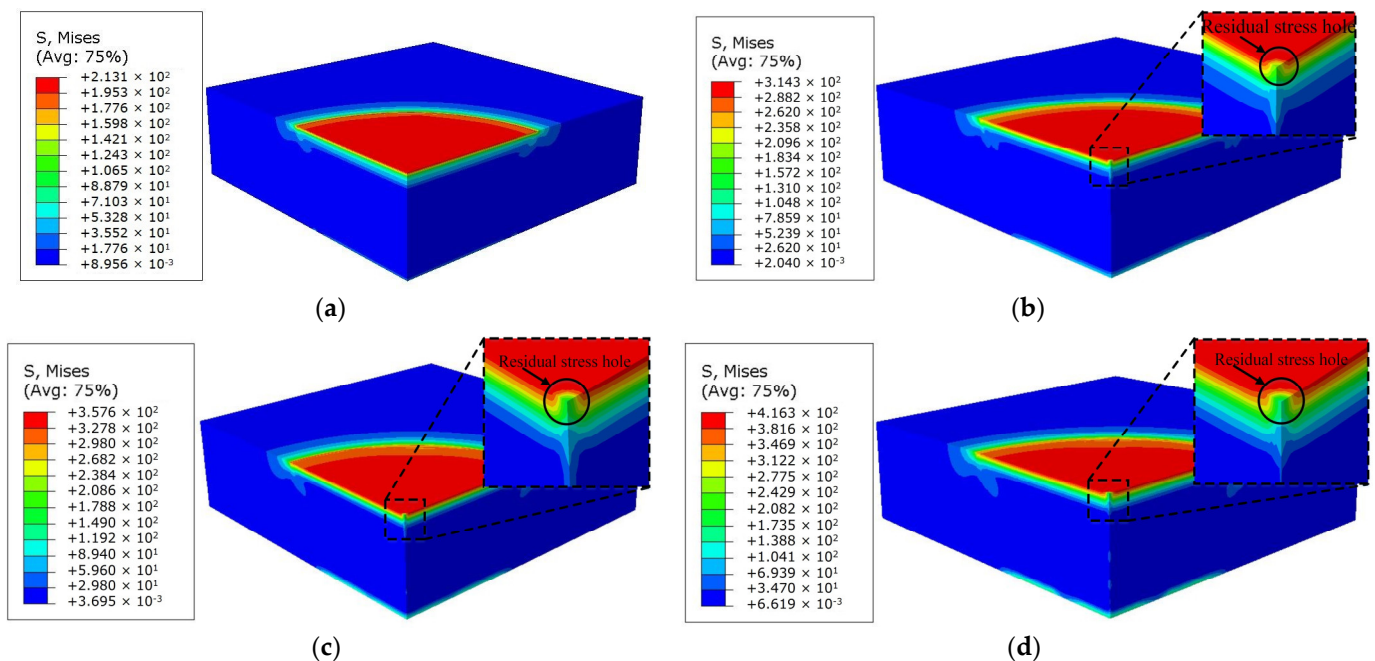 S, Mises
(Avg: 75%)
+2.131 × 10²
+1.953 × 10²
+1.776 × 10²
+1.598 × 10²
+1.421 × 10²
+1.243 × 10²
+1.065 × 10²
+8.879 × 10¹
+7.103 × 10¹
+5.328 × 10¹
+3.552 × 10¹
+1.776 × 10¹
+8.956 × 10⁻³
(a)
S, Mises
(Avg: 75%)
+3.143 × 10²
+2.882 × 10²
+2.620 × 10²
+2.358 × 10²
+2.096 × 10²
+1.834 × 10²
+1.572 × 10²
+1.310 × 10²
+1.048 × 10²
+7.859 × 10¹
+5.239 × 10¹
+2.620 × 10¹
+2.040 × 10⁻³
Residual stress hole
(b)
S, Mises
(Avg: 75%)
+3.576 × 10²
+3.278 × 10²
+2.980 × 10²
+2.682 × 10²
+2.384 × 10²
+2.086 × 10²
+1.788 × 10²
+1.490 × 10²
+1.192 × 10²
+8.940 × 10¹
+5.960 × 10¹
+2.980 × 10¹
+3.695 × 10⁻³
Residual stress hole
(c)
S, Mises
(Avg: 75%)
+4.163 × 10²
+3.816 × 10²
+3.469 × 10²
+3.122 × 10²
+2.775 × 10²
+2.429 × 10²
+2.082 × 10²
+1.735 × 10²
+1.388 × 10²
+1.041 × 10²
+6.939 × 10¹
+3.470 × 10¹
+6.619 × 10⁻³
Residual stress hole
(d)